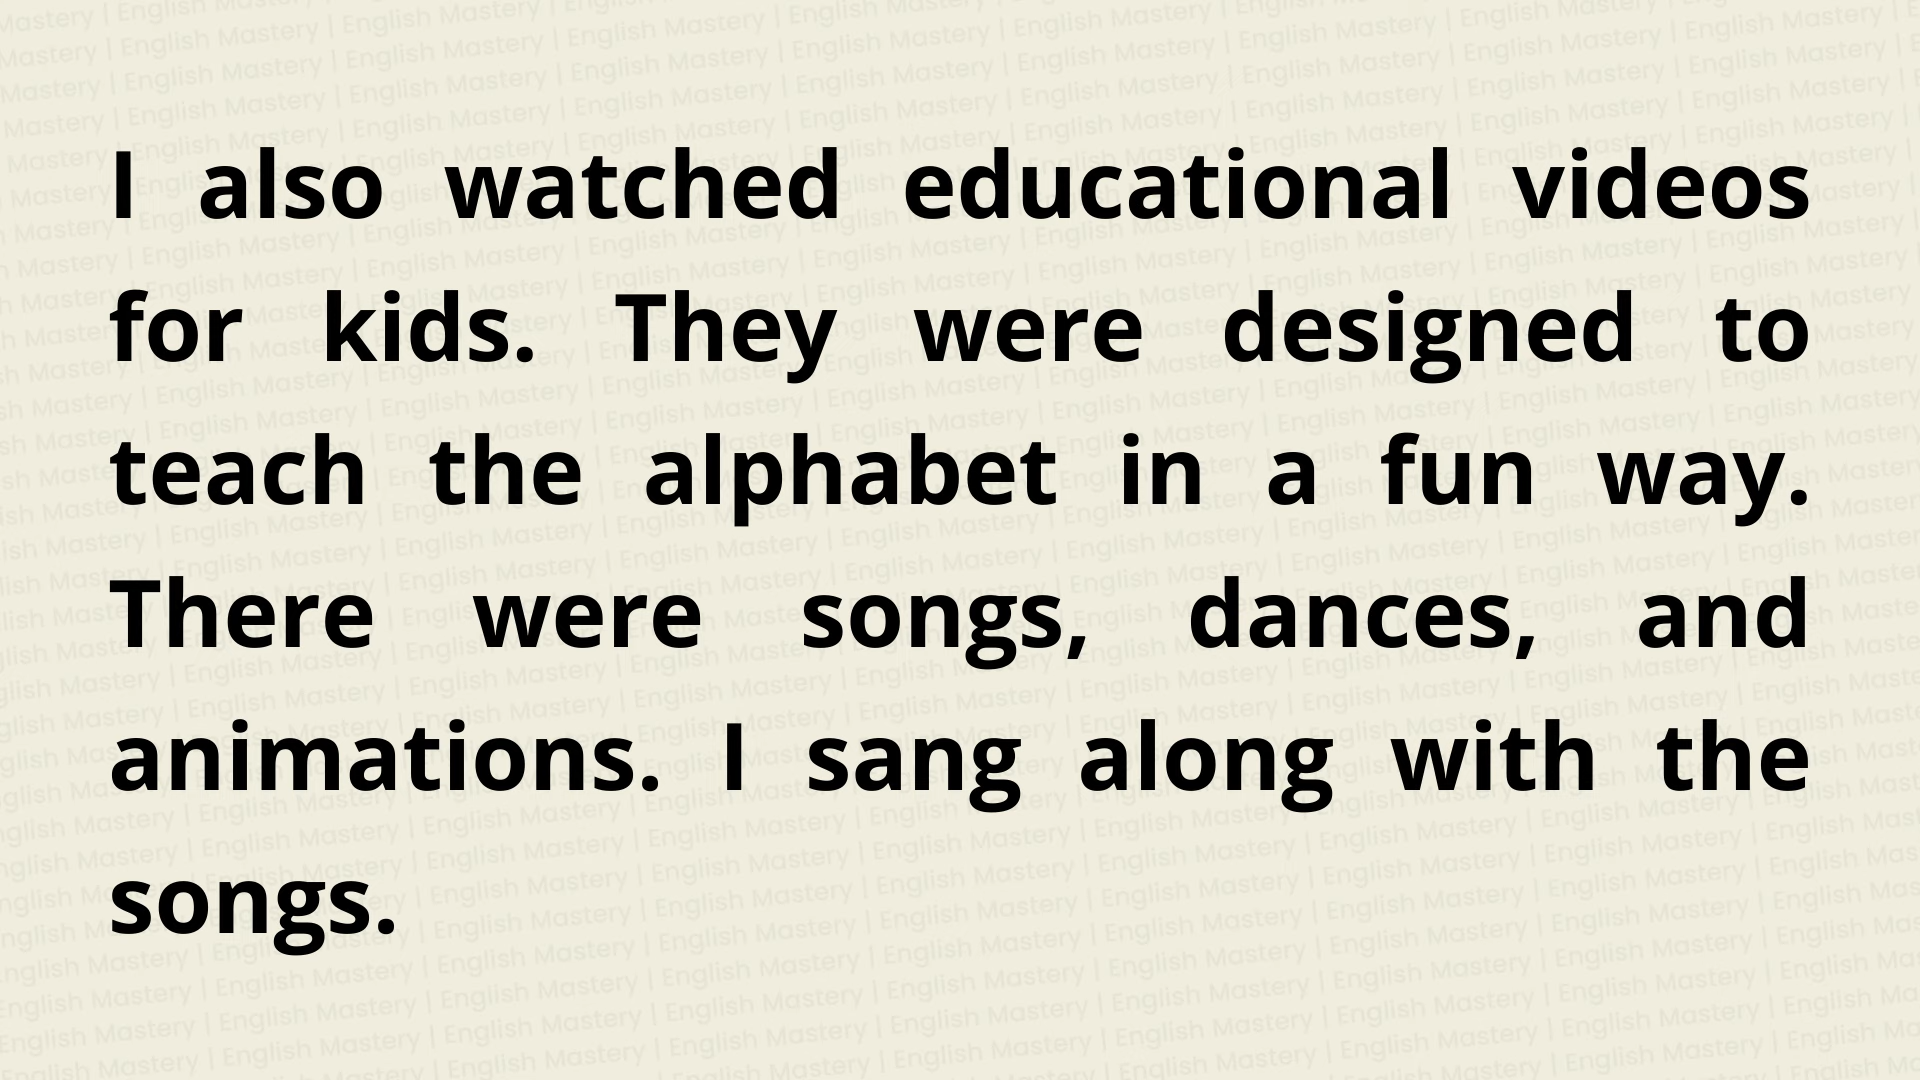 I also watched educational videos
for kids. They were designed to
teach the alphabet in a fun way.
There were songs, dances, and
animations. I sang along with the
songs.